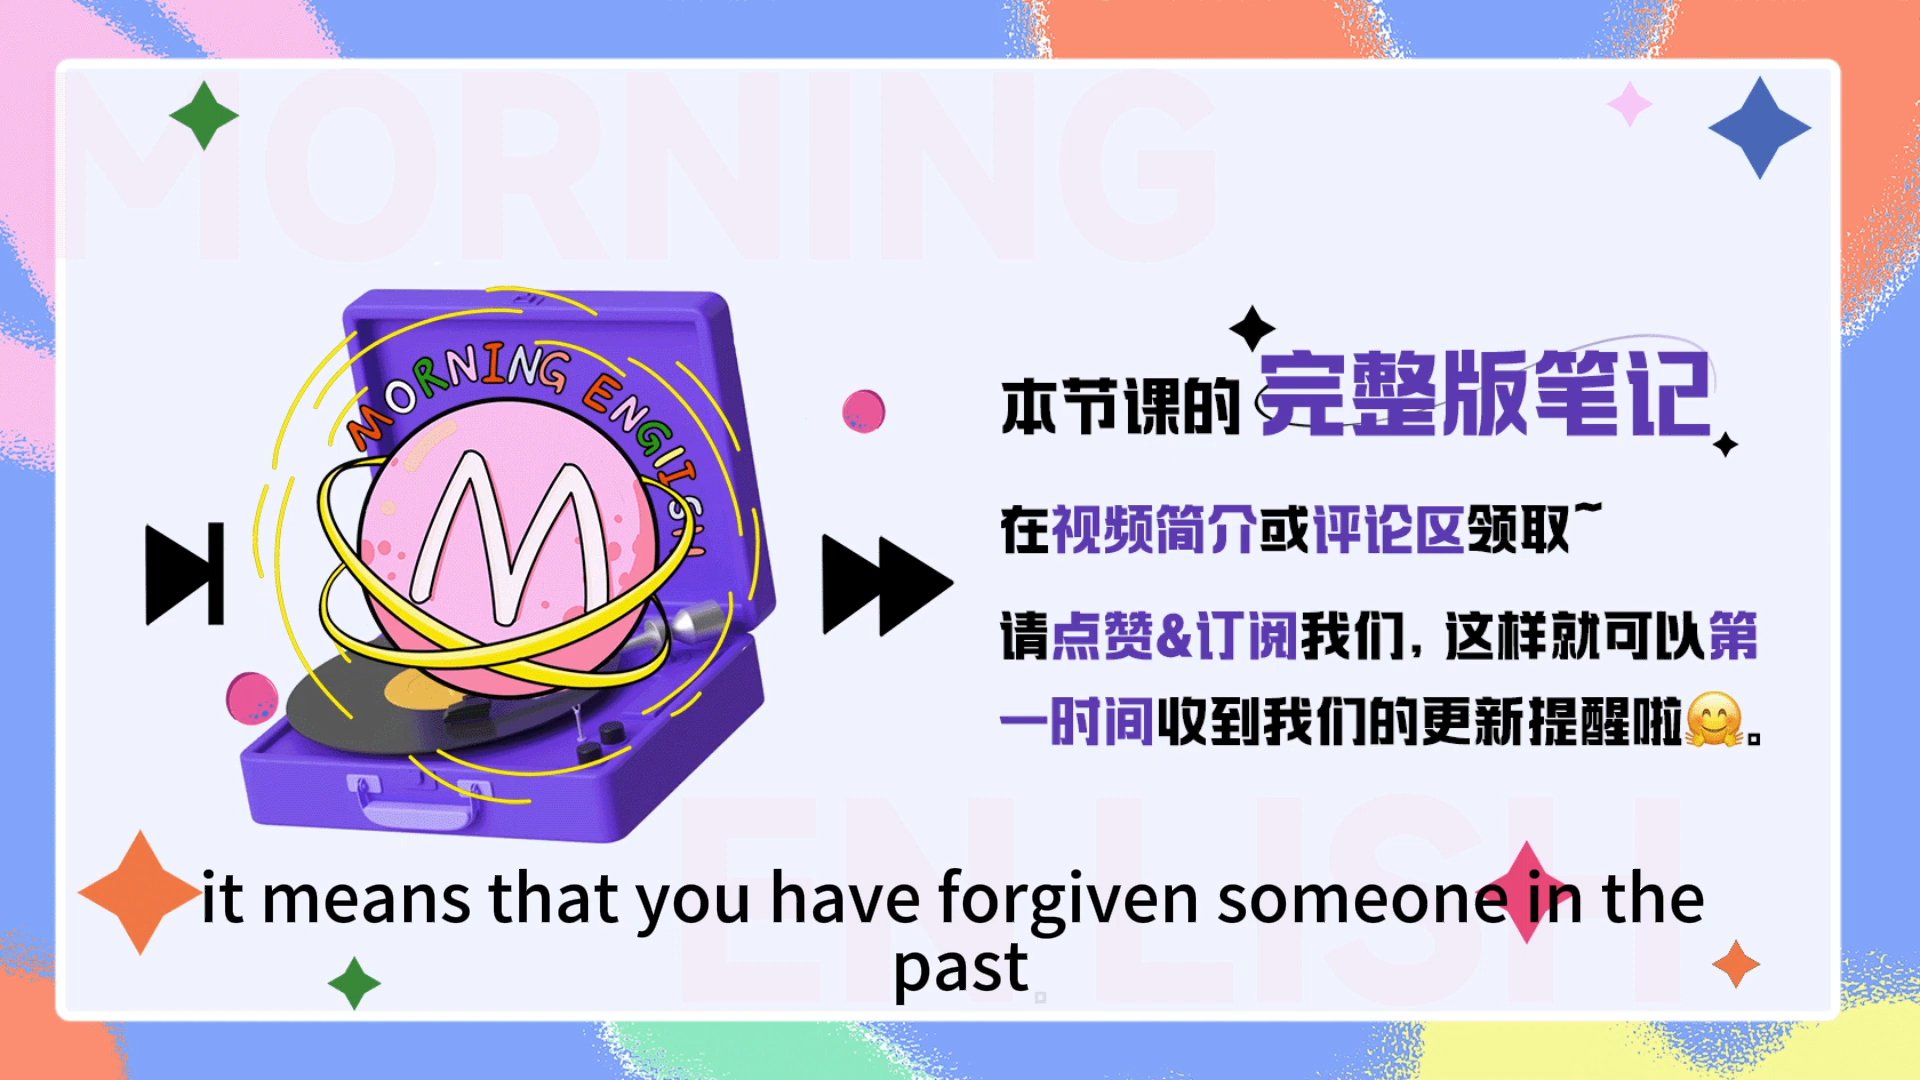 MORNING
MORNING ENGlISH
M
本节课的 完整版笔记
在视频简介或评论区领取~
请点赞&订阅我们，这样就可以第
一时间收到我们的更新提醒啦🤗。
EN LISH
it means that you have forgiven someone in the
past